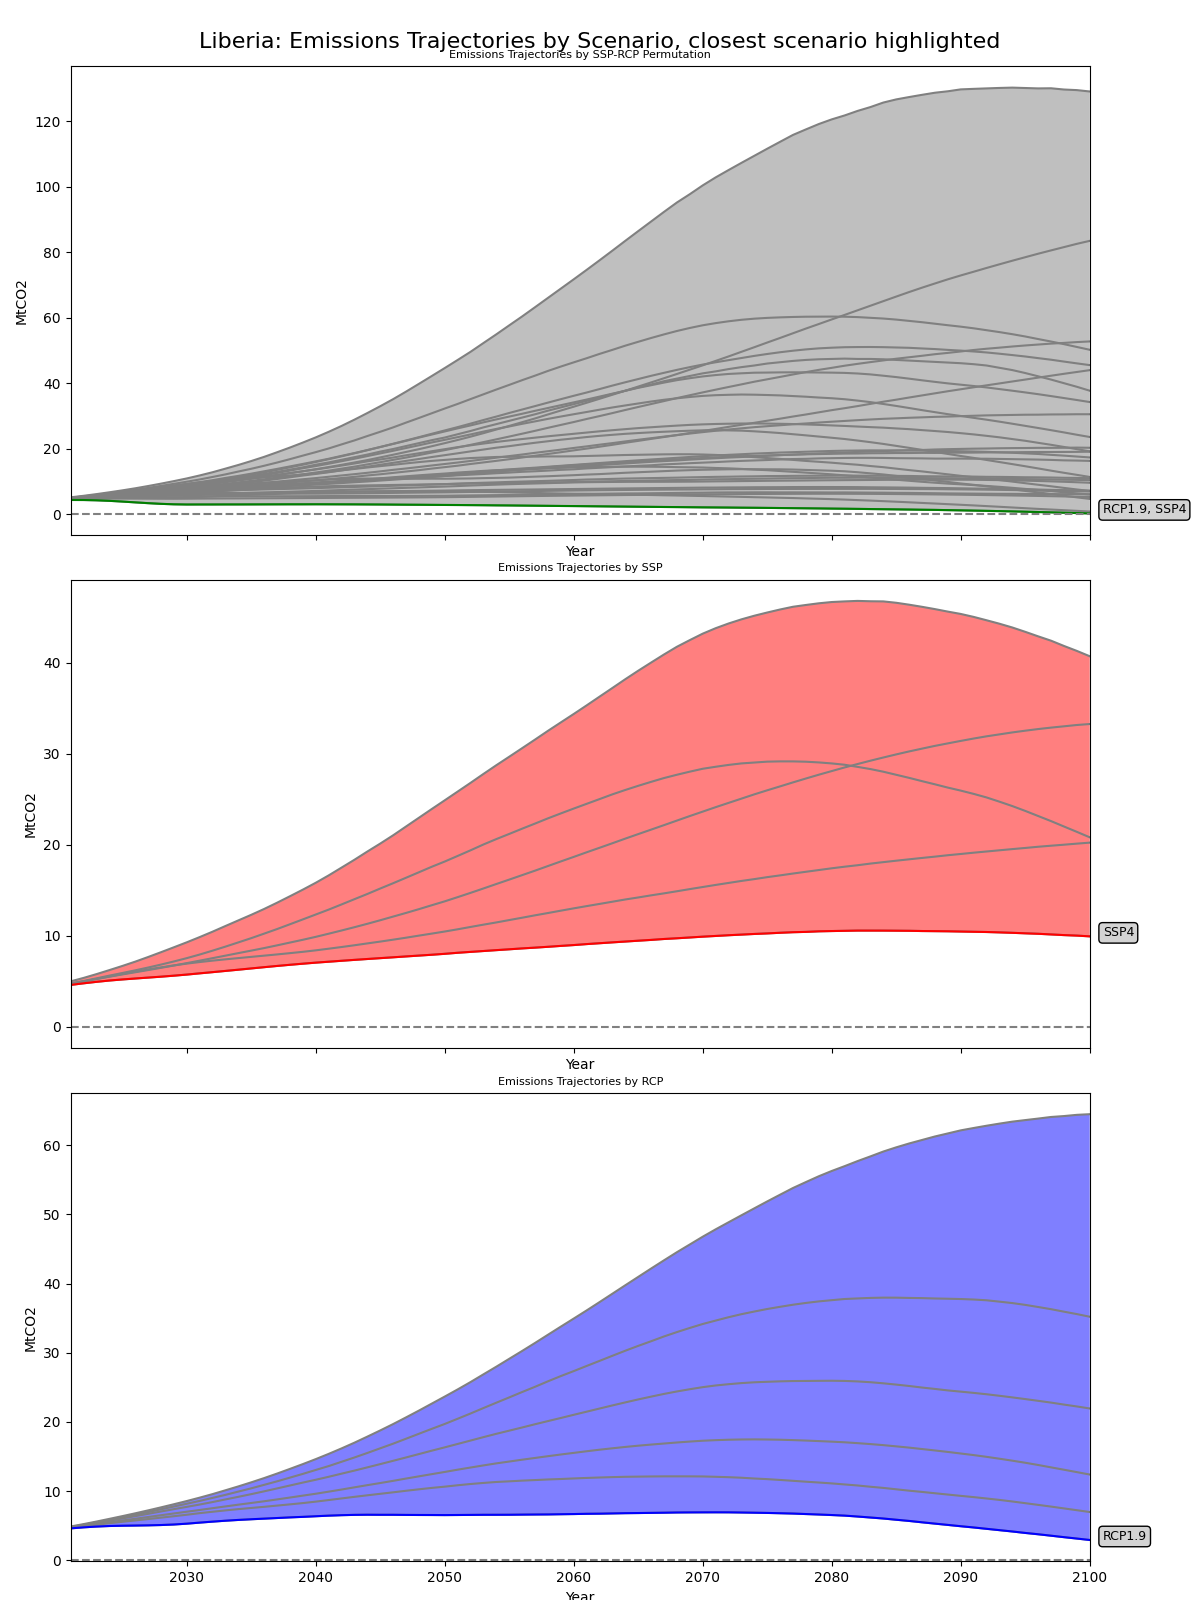 Liberia: Emissions Trajectories by Scenario, closest scenario highlighted
Emissions Trajectories by SSP-RCP Permutation
120
100
80
60
40
20
0
MtCO2
RCP1.9, SSP4
Year
Emissions Trajectories by SSP
40
30
20
10
0
MtCO2
SSP4
Year
Emissions Trajectories by RCP
60
50
40
30
20
10
0
MtCO2
RCP1.9
2030 2040 2050 2060 2070 2080 2090 2100
Year